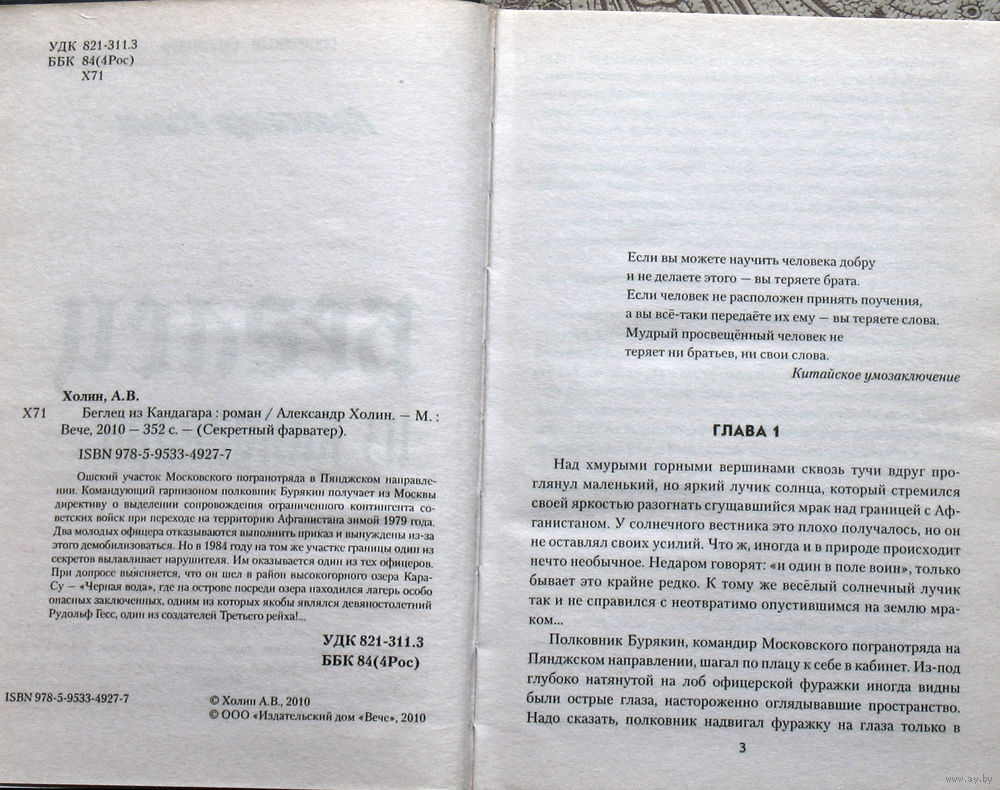 УДК 821-311.3
ББК 84(4Рос)
Х71
Холин, А.В.
Х71 Беглец из Кандагара : роман / Александр Холин. — М. :
Вече, 2010 — 352 с. — (Секретный фарватер).
ISBN 978-5-9533-4927-7
Ошский участок Московского погранотряда в Пянджском направле-
нии. Командующий гарнизоном полковник Бурякин получает из Москвы
директиву о выделении сопровождения ограниченного контингента со-
ветских войск при переходе на территорию Афганистана зимой 1979 года.
Два молодых офицера отказываются выполнить приказ и вынуждены из-за
этого демобилизоваться. Но в 1984 году на том же участке границы один из
секретов вылавливает нарушителя. Им оказывается один из тех офицеров.
При допросе выясняется, что он шел в район высокогорного озера Кара-
Су — «Черная вода», где на острове посреди озера находился лагерь особо
опасных заключенных, одним из которых якобы являлся девяностолетний
Рудольф Гесс, один из создателей Третьего рейха!...
УДК 821-311.3
ББК 84(4Рос)
ISBN 978-5-9533-4927-7
© Холин А.В., 2010
© ООО «Издательский дом «Вече», 2010
Если вы можете научить человека добру
и не делаете этого — вы теряете брата.
Если человек не расположен принять поучения,
а вы всё-таки передаёте их ему — вы теряете слова.
Мудрый просвещённый человек не
теряет ни братьев, ни свои слова.
Китайское умозаключение
ГЛАВА 1
Над хмурыми горными вершинами сквозь тучи вдруг про-
глянул маленький, но яркий лучик солнца, который стремился
своей яркостью разогнать сгущавшийся мрак над границей с Аф-
ганистаном. У солнечного вестника это плохо получалось, но он
не оставлял своих усилий. Что ж, иногда и в природе происходит
нечто необычное. Недаром говорят: «и один в поле воин», только
бывает это крайне редко. К тому же весёлый солнечный лучик
так и не справился с неотвратимо опустившимся на землю мра-
ком...
Полковник Бурякин, командир Московского погранотряда на
Пянджском направлении, шагал по плацу к себе в кабинет. Из-под
глубоко натянутой на лоб офицерской фуражки иногда видны
были острые глаза, настороженно оглядывавшие пространство.
Надо сказать, полковник надвигал фуражку на глаза только в
3
www.ay.by